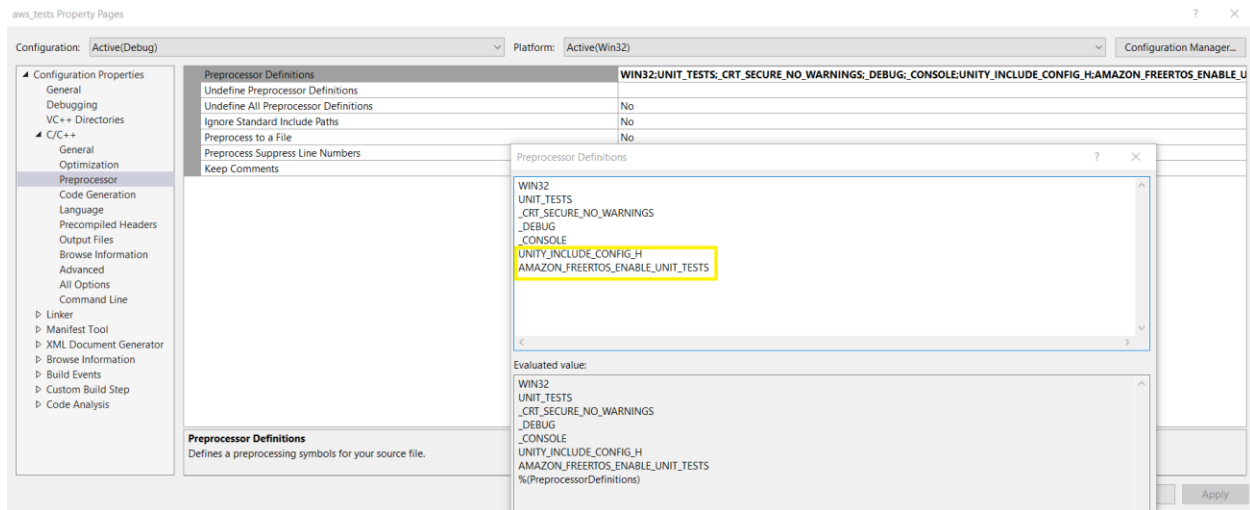 aws_tests Property Pages ? ×
Configuration: Active(Debug) Platform: Active(Win32) Configuration Manager...
Configuration Properties
General
Debugging
VC++ Directories
C/C++
General
Optimization
Preprocessor
Code Generation
Language
Precompiled Headers
Output Files
Browse Information
Advanced
All Options
Command Line
Linker
Manifest Tool
XML Document Generator
Browse Information
Build Events
Custom Build Step
Code Analysis
Preprocessor Definitions WIN32;UNIT_TESTS;_CRT_SECURE_NO_WARNINGS;_DEBUG;_CONSOLE;UNITY_INCLUDE_CONFIG_H;AMAZON_FREERTOS_ENABLE_U
Undefine Preprocessor Definitions
Undefine All Preprocessor Definitions No
Ignore Standard Include Paths No
Preprocess to a File No
Preprocess Suppress Line Numbers
Keep Comments
Preprocessor Definitions ? ×
WIN32
UNIT_TESTS
_CRT_SECURE_NO_WARNINGS
_DEBUG
_CONSOLE
UNITY_INCLUDE_CONFIG_H
AMAZON_FREERTOS_ENABLE_UNIT_TESTS
Evaluated value:
WIN32
UNIT_TESTS
_CRT_SECURE_NO_WARNINGS
_DEBUG
_CONSOLE
UNITY_INCLUDE_CONFIG_H
AMAZON_FREERTOS_ENABLE_UNIT_TESTS
%(PreprocessorDefinitions)
Preprocessor Definitions
Defines a preprocessing symbols for your source file.
Apply